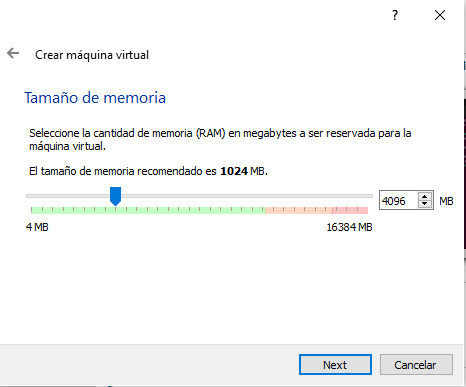 ?
Crear máquina virtual
Tamaño de memoria
Seleccione la cantidad de memoria (RAM) en megabytes a ser reservada para la
máquina virtual.
El tamaño de memoria recomendado es 1024 MB.
4096 MB
4 MB 16384 MB
Next Cancelar